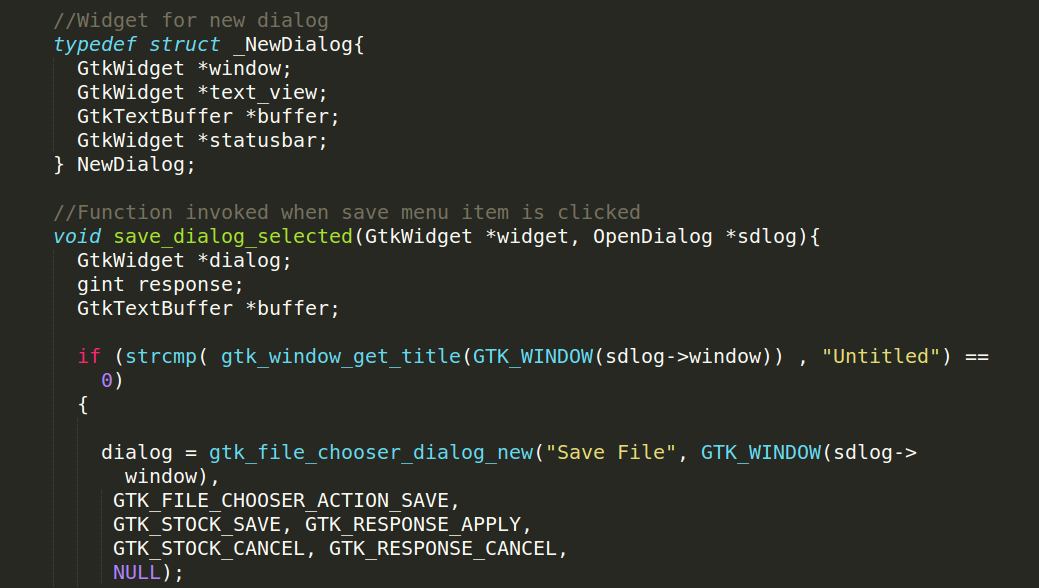 //Widget for new dialog
typedef struct _NewDialog{
GtkWidget *window;
GtkWidget *text_view;
GtkTextBuffer *buffer;
GtkWidget *statusbar;
} NewDialog;
//Function invoked when save menu item is clicked
void save_dialog_selected(GtkWidget *widget, OpenDialog *sdlog){
GtkWidget *dialog;
gint response;
GtkTextBuffer *buffer;
if (strcmp( gtk_window_get_title(GTK_WINDOW(sdlog->window)) , "Untitled") ==
0)
{
dialog = gtk_file_chooser_dialog_new("Save File", GTK_WINDOW(sdlog->
window),
GTK_FILE_CHOOSER_ACTION_SAVE,
GTK_STOCK_SAVE, GTK_RESPONSE_APPLY,
GTK_STOCK_CANCEL, GTK_RESPONSE_CANCEL,
NULL);